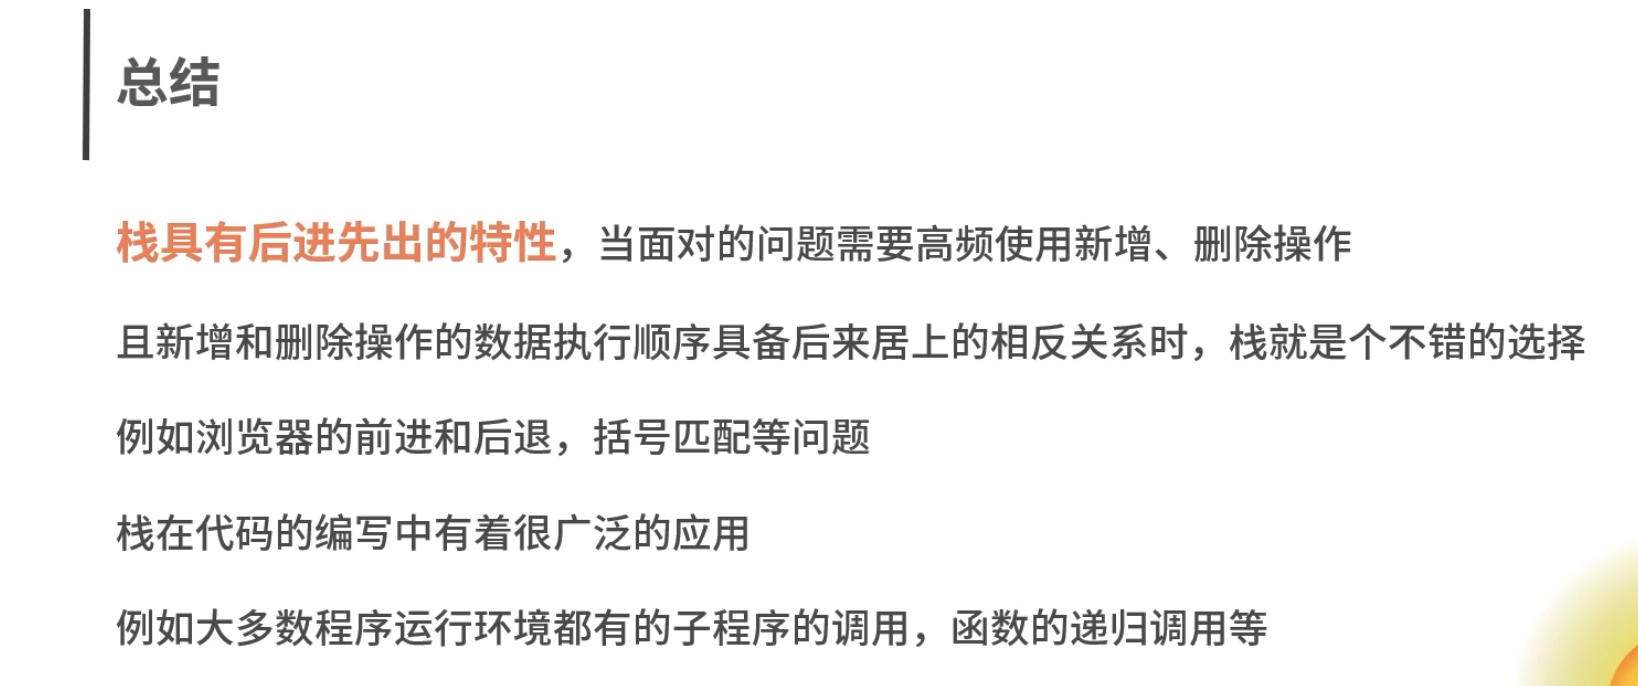 总结
栈具有后进先出的特性，当面对的问题需要高频使用新增、删除操作
且新增和删除操作的数据执行顺序具备后来居上的相反关系时，栈就是个不错的选择
例如浏览器的前进和后退，括号匹配等问题
栈在代码的编写中有着很广泛的应用
例如大多数程序运行环境都有的子程序的调用，函数的递归调用等